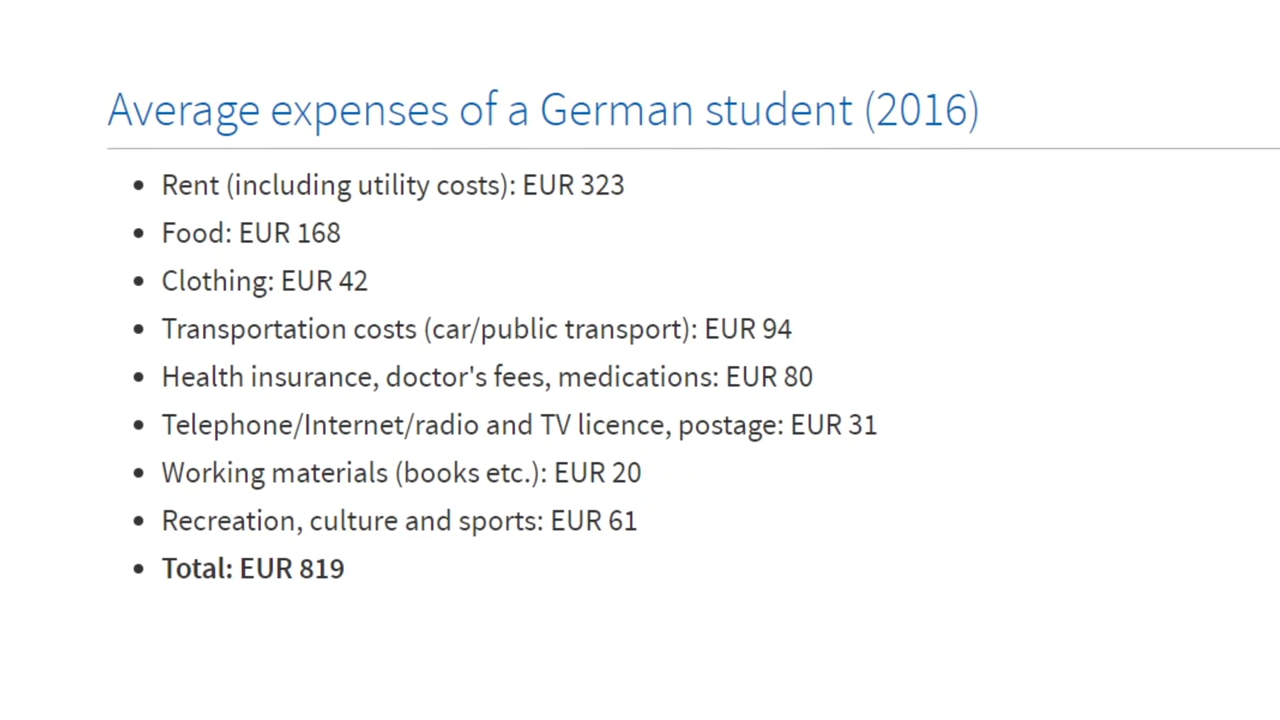 Average expenses of a German student (2016)
• Rent (including utility costs): EUR 323
• Food: EUR 168
• Clothing: EUR 42
• Transportation costs (car/public transport): EUR 94
• Health insurance, doctor's fees, medications: EUR 80
• Telephone/Internet/radio and TV licence, postage: EUR 31
• Working materials (books etc.): EUR 20
• Recreation, culture and sports: EUR 61
• Total: EUR 819